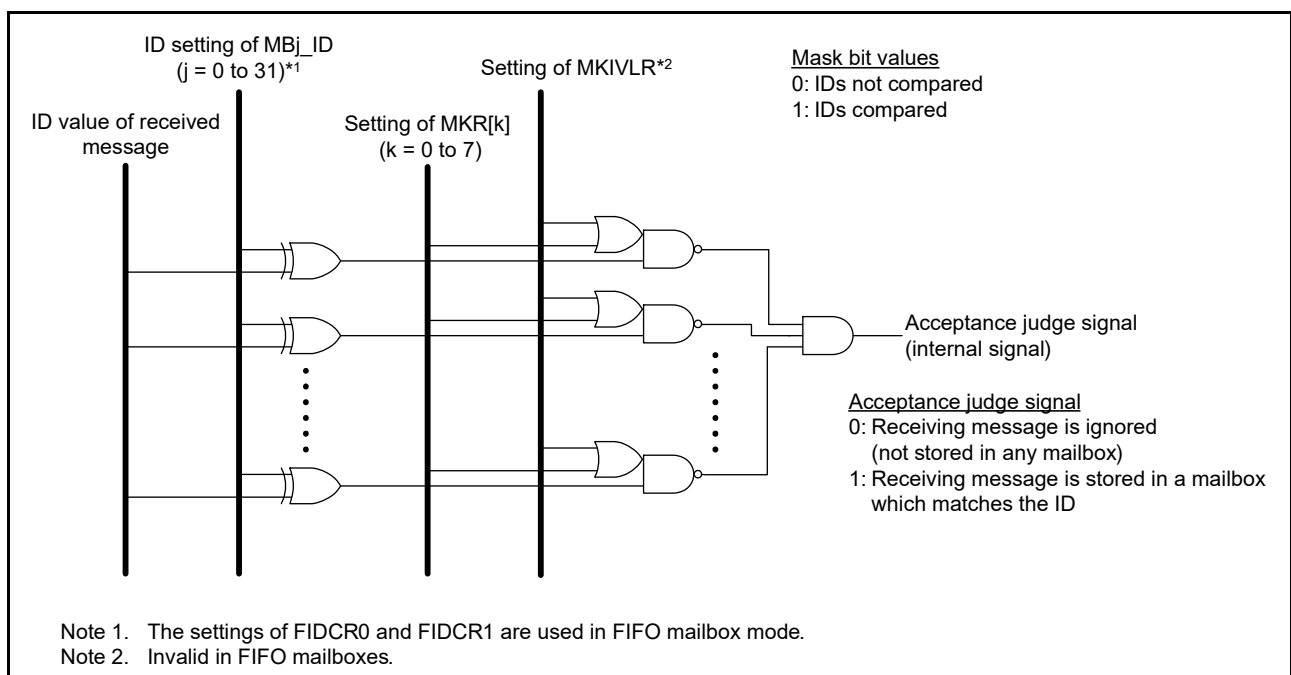 ID setting of MBj_ID
(j = 0 to 31)*1
Setting of MKIVLR*2
Mask bit values
0: IDs not compared
1: IDs compared
ID value of received
message
Setting of MKR[k]
(k = 0 to 7)
Acceptance judge signal
(internal signal)
Acceptance judge signal
0: Receiving message is ignored
(not stored in any mailbox)
1: Receiving message is stored in a mailbox
which matches the ID
Note 1. The settings of FIDCR0 and FIDCR1 are used in FIFO mailbox mode.
Note 2. Invalid in FIFO mailboxes.